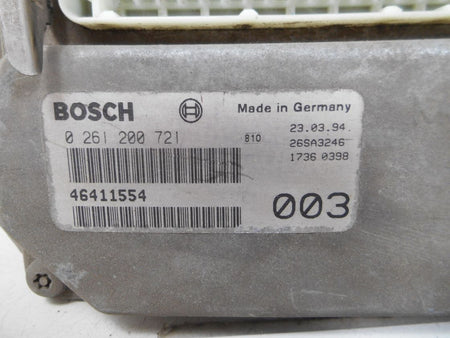 BOSCH Made in Germany
0 261 200 721 810 23.03.94.
26SA3246
1736 0398
46411554
003